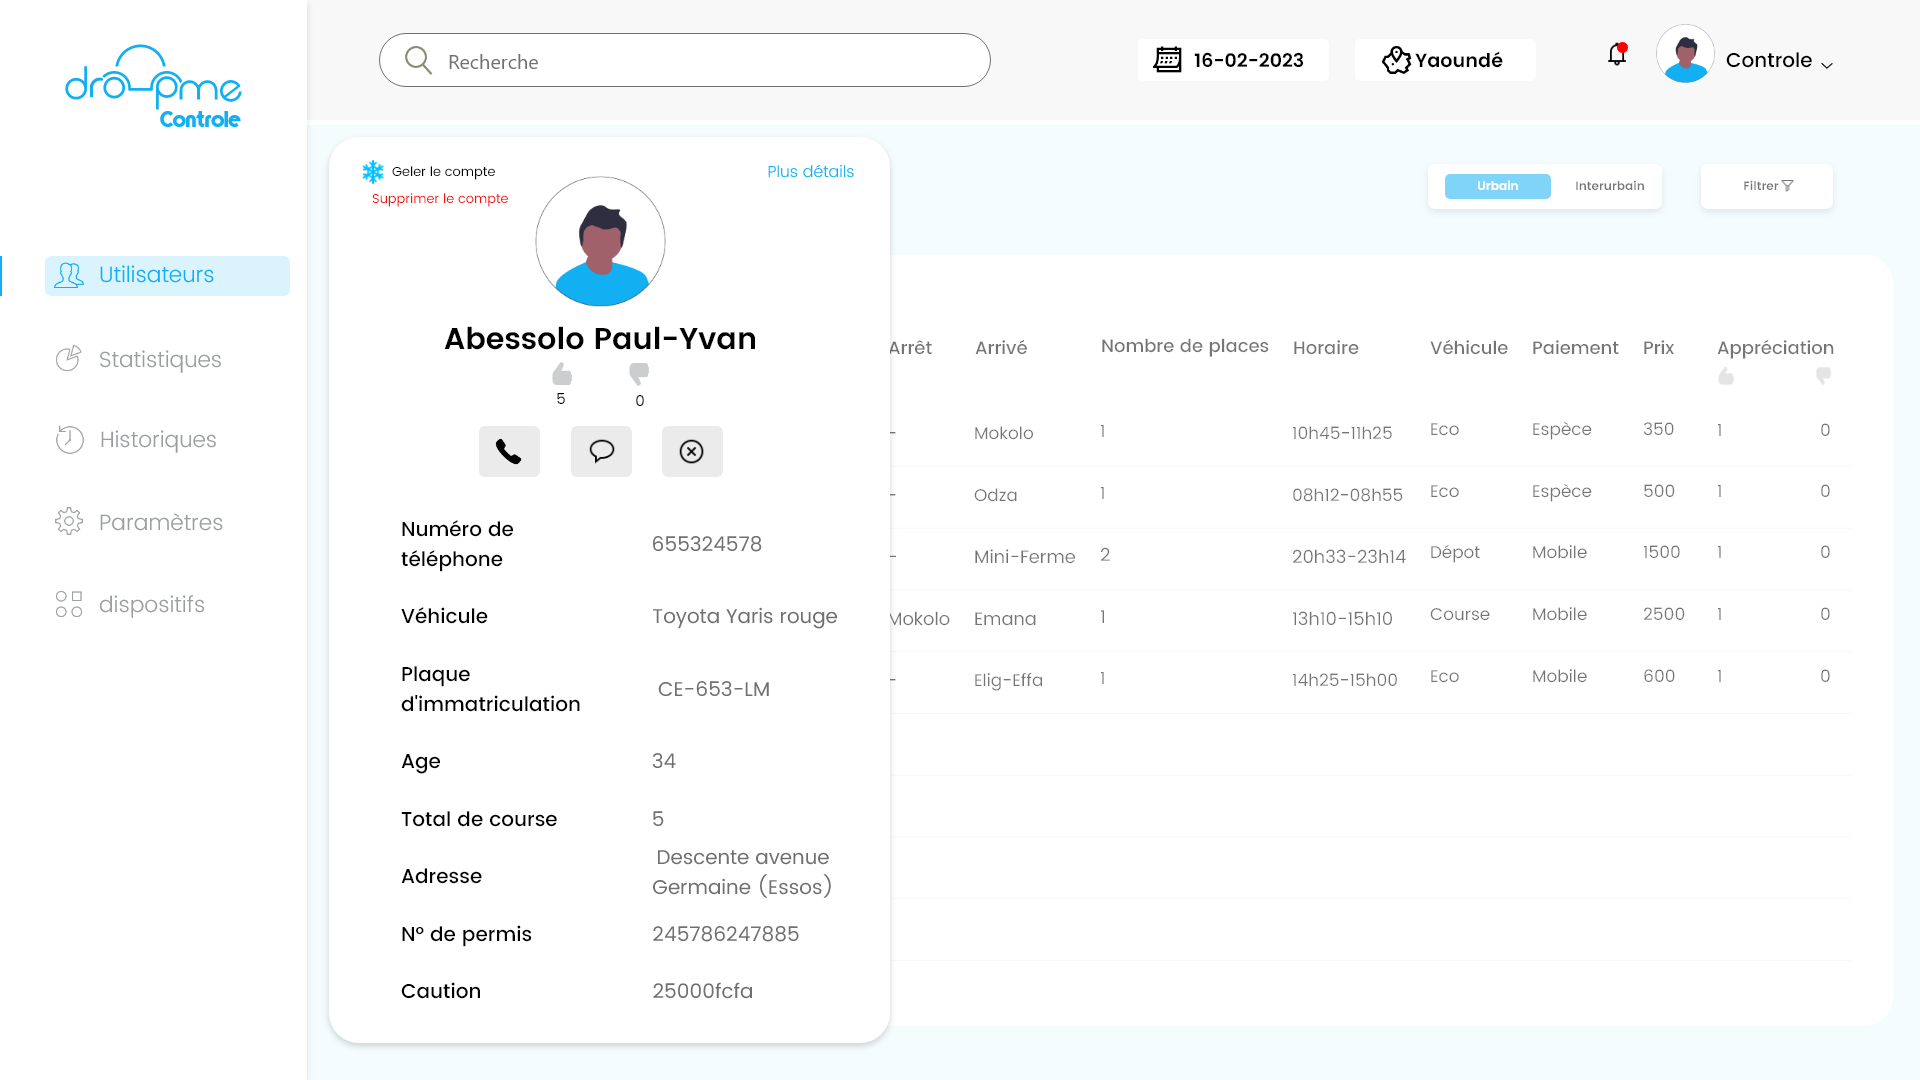 droopme
Controle
Recherche
16-02-2023
Yaoundé
Controle
Utilisateurs
Statistiques
Historiques
Paramètres
dispositifs
Geler le compte
Supprimer le compte
Plus détails
Abessolo Paul-Yvan
5 0
Numéro de
téléphone
655324578
Véhicule Toyota Yaris rouge
Plaque
d'immatriculation
CE-653-LM
Age 34
Total de course 5
Adresse
Descente avenue
Germaine (Essos)
N° de permis 245786247885
Caution 25000fcfa
Urbain Interurbain
Filtrer
Arrêt Arrivé Nombre de places Horaire Véhicule Paiement Prix Appréciation
- Mokolo 1 10h45-11h25 Eco Espèce 350 1 0
- Odza 1 08h12-08h55 Eco Espèce 500 1 0
- Mini-Ferme 2 20h33-23h14 Dépot Mobile 1500 1 0
Mokolo Emana 1 13h10-15h10 Course Mobile 2500 1 0
- Elig-Effa 1 14h25-15h00 Eco Mobile 600 1 0